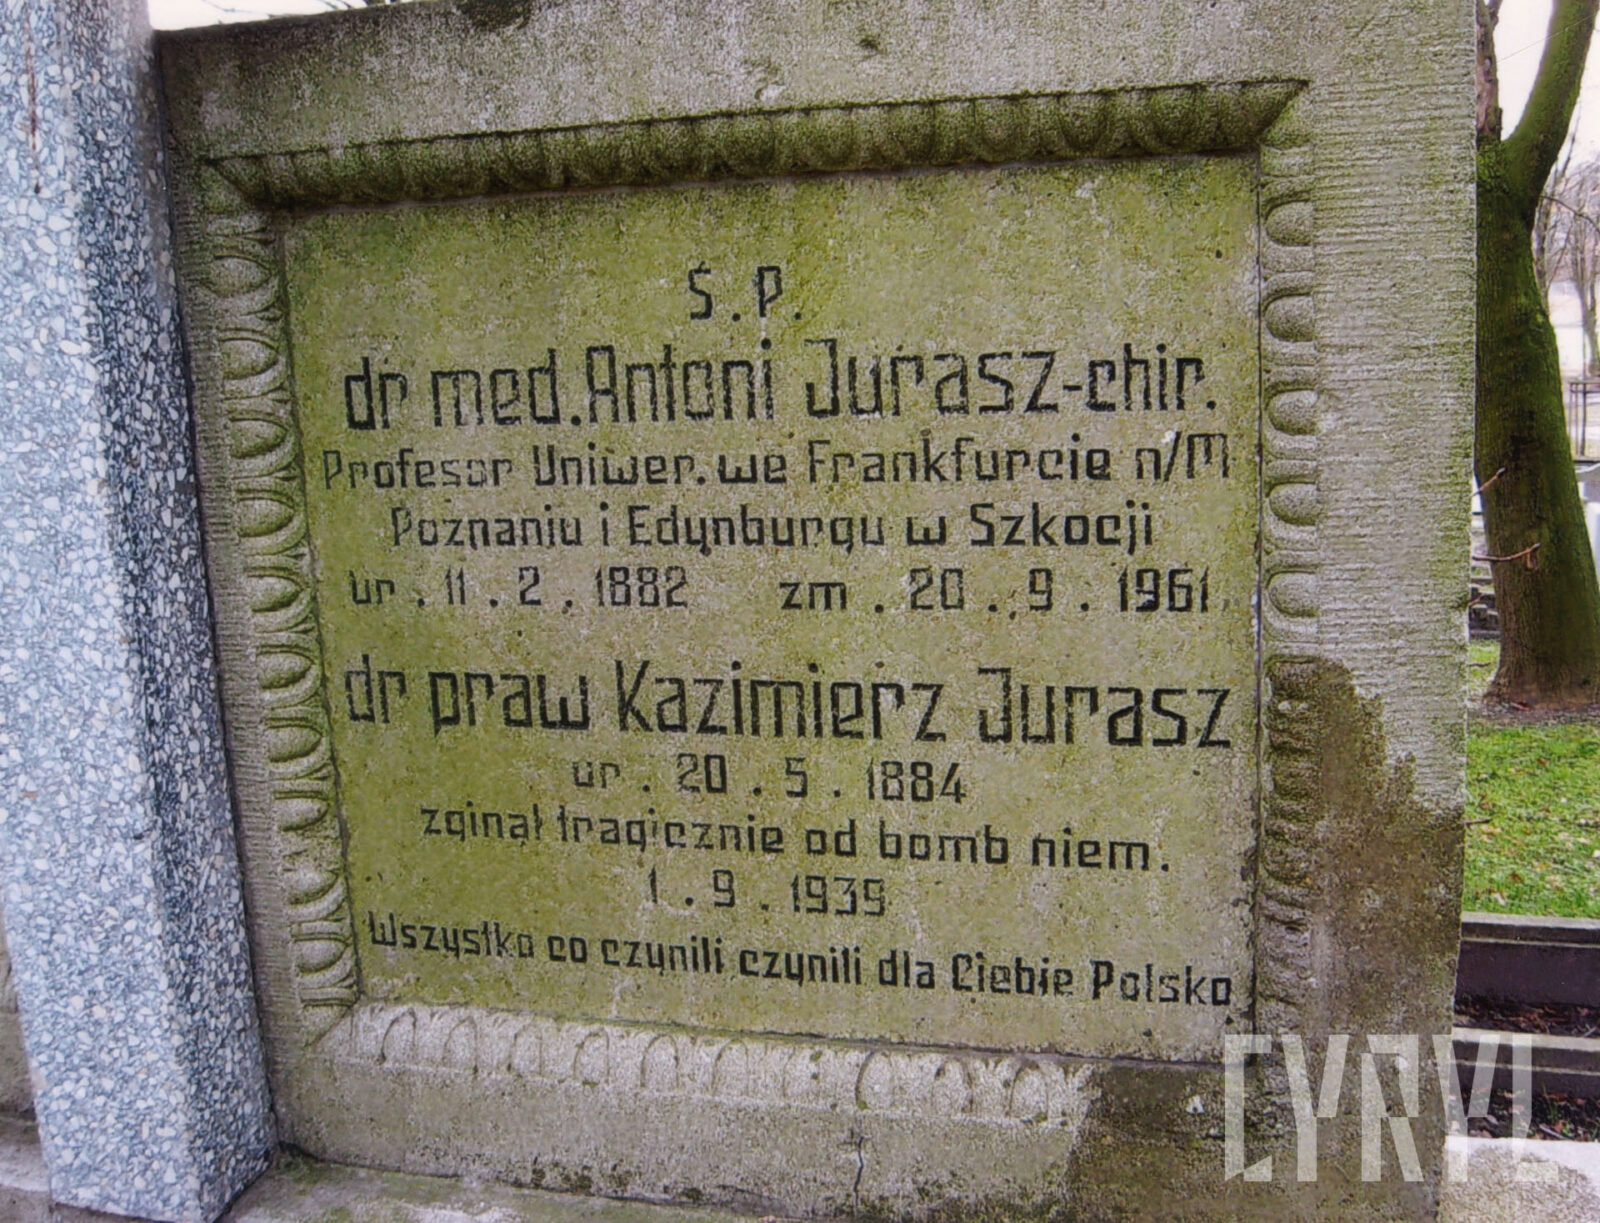 Ś.P.
dr med. Antoni Jurasz-chir.
Profesor Uniwer. we Frankfurcie n/M
Poznaniu i Edynburgu w Szkocji
ur. 11. 2. 1882 zm. 20. 9. 1961
dr praw Kazimierz Jurasz
ur. 20. 5. 1884
zginął tragicznie od bomb niem.
1. 9. 1939
Wszystko co czynili czynili dla Ciebie Polsko
CYRYL